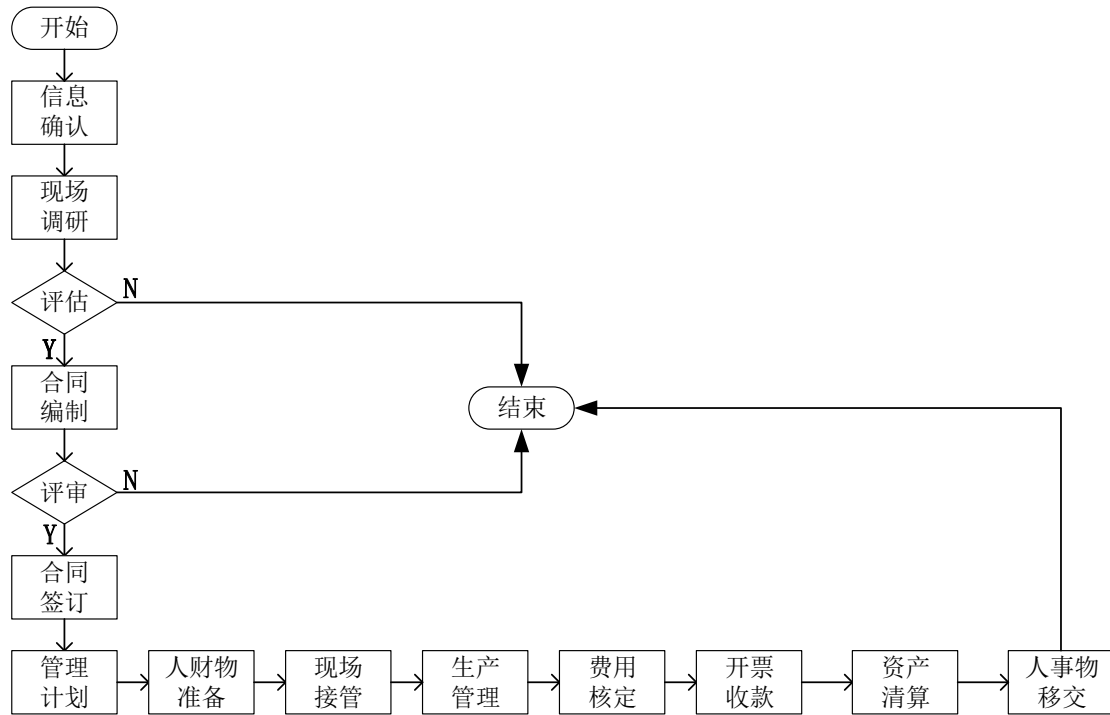 开始
信息
确认
现场
调研
评估
N
Y
合同
编制
结束
评审
N
Y
合同
签订
管理
计划
人财物
准备
现场
接管
生产
管理
费用
核定
开票
收款
资产
清算
人事物
移交